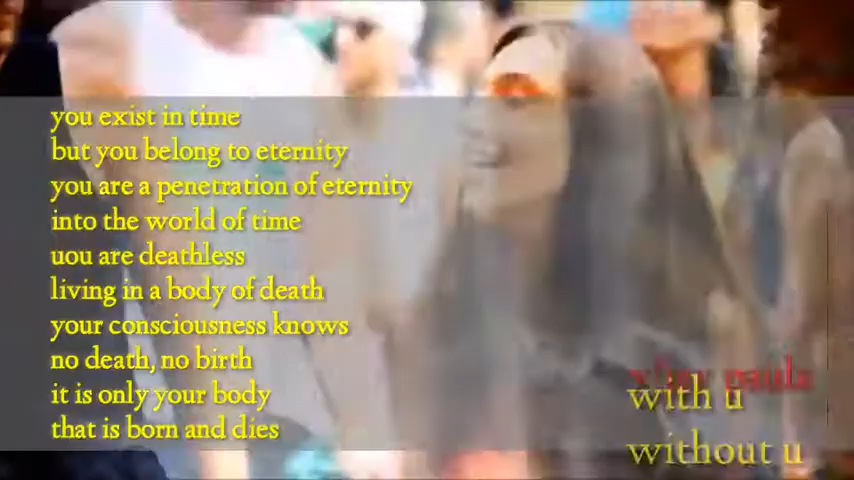 you exist in time
but you belong to eternity
you are a penetration of eternity
into the world of time
uou are deathless
living in a body of death
your consciousness knows
no death, no birth
it is only your body
that is born and dies
paula
with u
without u